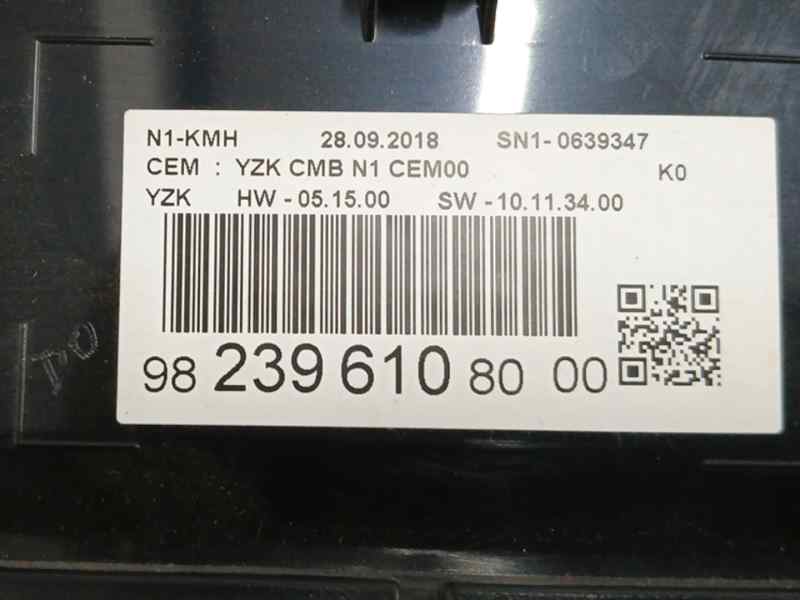 N1-KMH 28.09.2018 SN1- 0639347
CEM : YZK CMB N1 CEM00 K0
YZK HW - 05.15.00 SW - 10.11.34.00
98 239 610 80 00